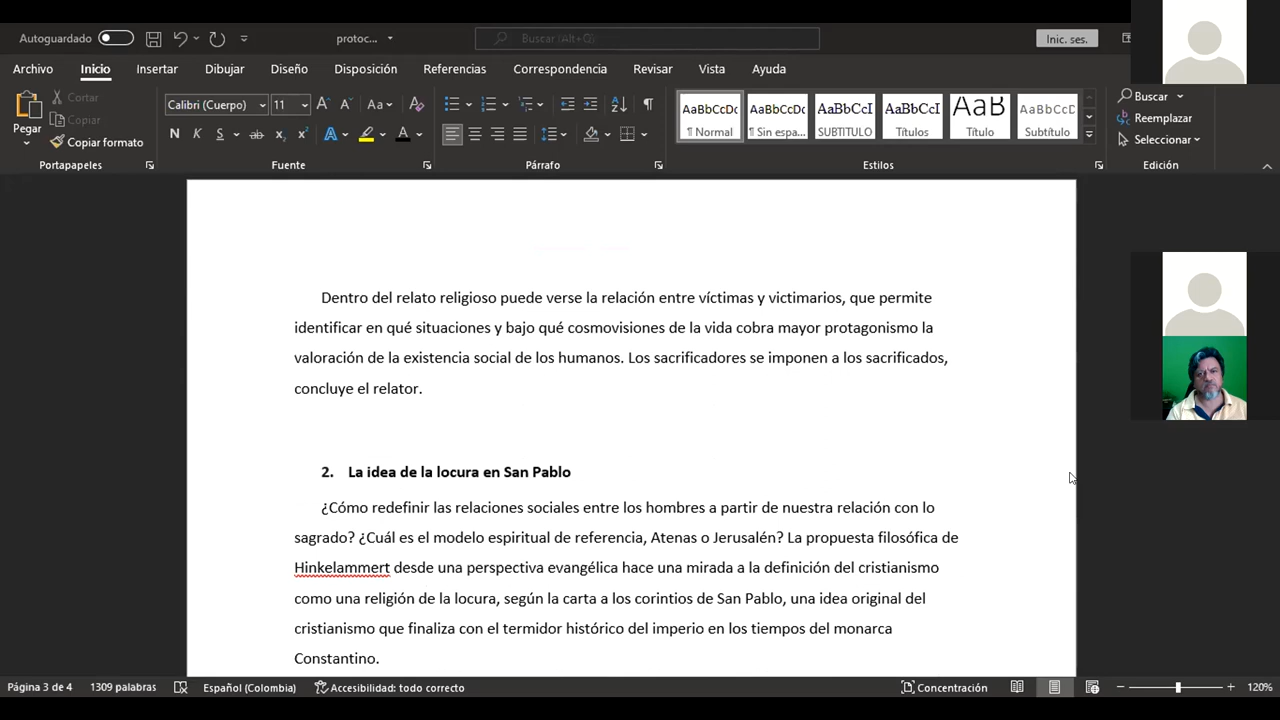 Autoguardado
protoc...
Buscar (Alt+Q)
Inic. ses.
Archivo Inicio Insertar Dibujar Diseño Disposición Referencias Correspondencia Revisar Vista Ayuda
Pegar
Cortar
Copiar
Copiar formato
Portapapeles
Calibri (Cuerpo) 11
N K S ab x₂ x² A A
Fuente
Párrafo
AaBbCcDc AaBbCcDc AaBbCcI AaBbCcI AaB AaBbCcD
¶ Normal ¶ Sin espa... SUBTITULO Títulos Título Subtítulo
Estilos
Buscar
Reemplazar
Seleccionar
Edición
Dentro del relato religioso puede verse la relación entre víctimas y victimarios, que permite
identificar en qué situaciones y bajo qué cosmovisiones de la vida cobra mayor protagonismo la
valoración de la existencia social de los humanos. Los sacrificadores se imponen a los sacrificados,
concluye el relator.
2. La idea de la locura en San Pablo
¿Cómo redefinir las relaciones sociales entre los hombres a partir de nuestra relación con lo
sagrado? ¿Cuál es el modelo espiritual de referencia, Atenas o Jerusalén? La propuesta filosófica de
Hinkelammert desde una perspectiva evangélica hace una mirada a la definición del cristianismo
como una religión de la locura, según la carta a los corintios de San Pablo, una idea original del
cristianismo que finaliza con el termidor histórico del imperio en los tiempos del monarca
Constantino.
Página 3 de 4 1309 palabras Español (Colombia) Accesibilidad: todo correcto Concentración 120%